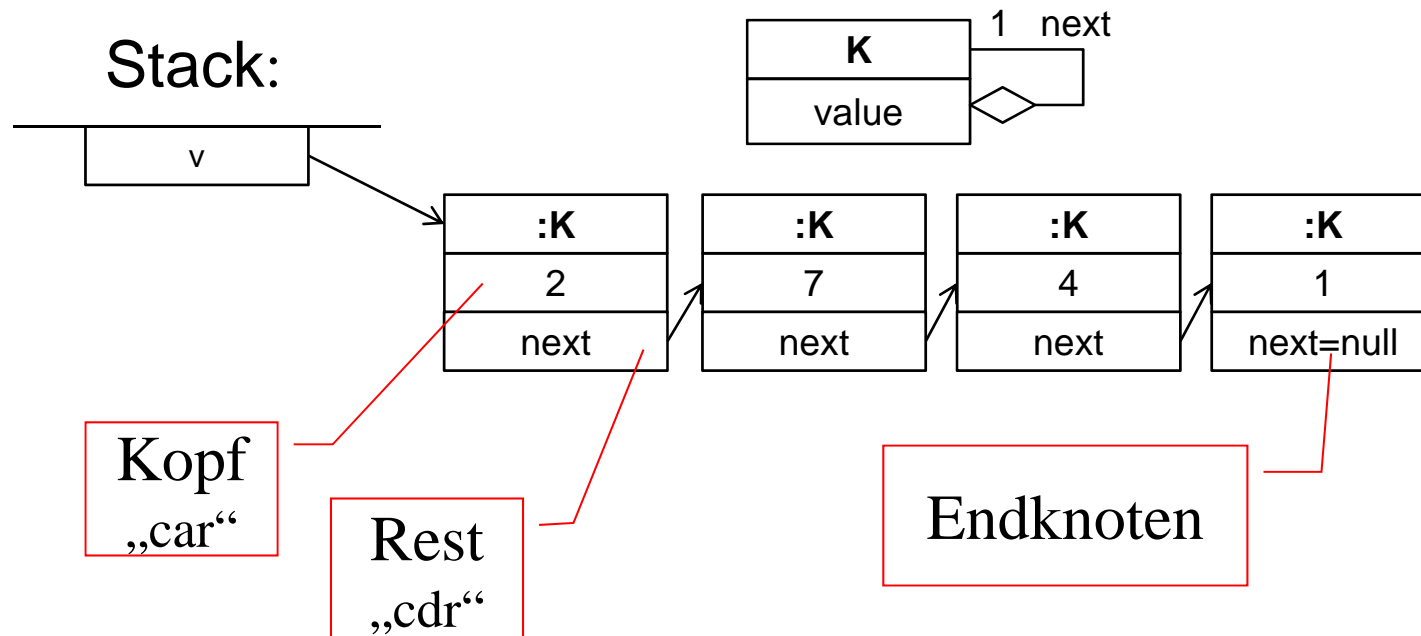 1 next
K
Stack:
value
v
:K :K :K :K
2 7 4 1
next next next next=null
Kopf
„car“
Endknoten
Rest
„cdr“